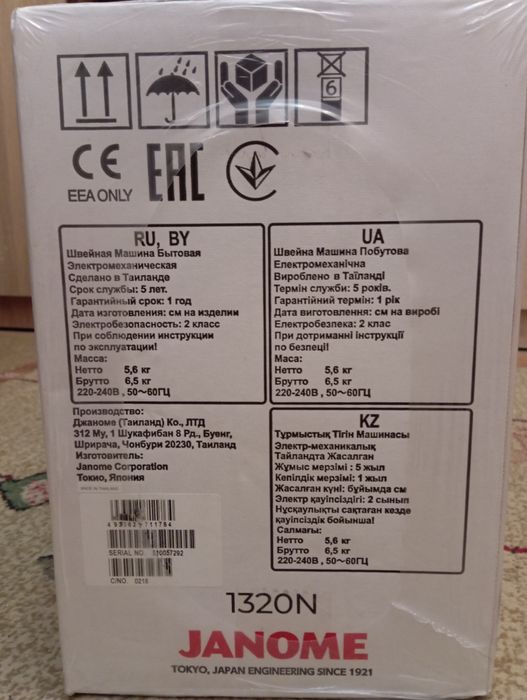 6
CE
EEA ONLY
EAC
RU, BY
Швейная Машина Бытовая
Электромеханическая
Сделано в Таиланде
Срок службы: 5 лет.
Гарантийный срок: 1 год
Дата изготовления: см на изделии
Электробезопасность: 2 класс
При соблюдении инструкции
по эксплуатации!
Масса:
Нетто 5,6 кг
Брутто 6,5 кг
220-240В , 50~60ГЦ
UA
Швейна Машина Побутова
Електромеханічна
Вироблено в Таїланді
Термін служби: 5 років.
Гарантійний термін: 1 рік
Дата виготовлення: см на виробі
Електробезпека: 2 клас
При дотриманні інструкції
по безпеці!
Маса:
Нетто 5,6 кг
Брутто 6,5 кг
220-240В , 50~60ГЦ
Производство:
Джаноме (Таиланд) Ко., ЛТД
312 Му, 1 Шукафибан 8 Рд., Буенг,
Шрирача, Чонбури 20230, Таиланд
Изготовитель:
Janome Corporation
Токио, Япония
MADE IN THAILAND
SERIAL NO. 510057292
C/NO. 0218
KZ
Тұрмыстық Тігін Машинасы
Электр-механикалық
Тайландта Жасалған
Жұмыс мерзімі: 5 жыл
Кепілдік мерзімі: 1 жыл
Жасалған күні: бұйымда см
Электр қауіпсіздігі: 2 сынып
Нұсқаулықты сақтаған кезде
қауіпсіздік бойынша!
Салмағы:
Нетто 5,6 кг
Брутто 6,5 кг
220-240В , 50~60ГЦ
1320N
JANOME
TOKYO, JAPAN ENGINEERING SINCE 1921